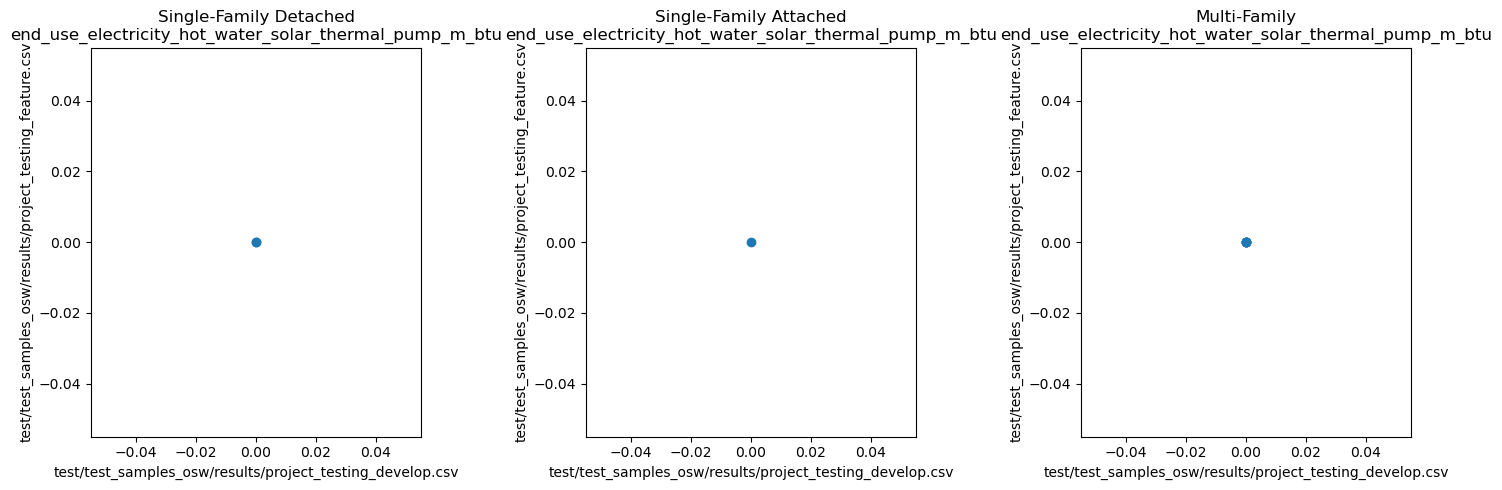 Single-Family Detached
end_use_electricity_hot_water_solar_thermal_pump_m_btu
test/test_samples_osw/results/project_testing_feature.csv
0.04
0.02
0.00
−0.02
−0.04
−0.04 −0.02 0.00 0.02 0.04
test/test_samples_osw/results/project_testing_develop.csv
Single-Family Attached
end_use_electricity_hot_water_solar_thermal_pump_m_btu
test/test_samples_osw/results/project_testing_feature.csv
0.04
0.02
0.00
−0.02
−0.04
−0.04 −0.02 0.00 0.02 0.04
test/test_samples_osw/results/project_testing_develop.csv
Multi-Family
end_use_electricity_hot_water_solar_thermal_pump_m_btu
test/test_samples_osw/results/project_testing_feature.csv
0.04
0.02
0.00
−0.02
−0.04
−0.04 −0.02 0.00 0.02 0.04
test/test_samples_osw/results/project_testing_develop.csv